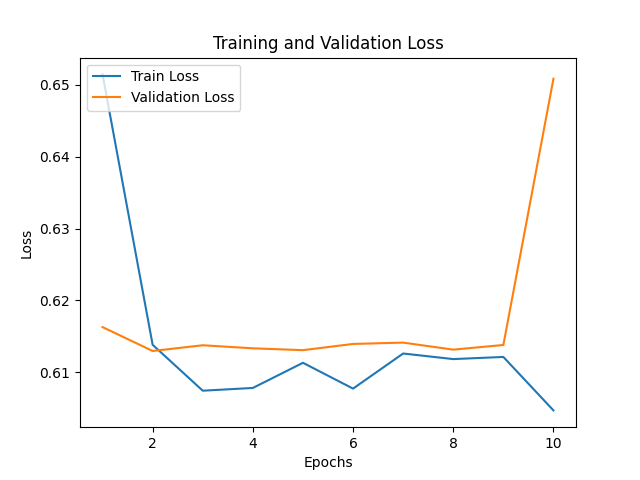 Training and Validation Loss
Train Loss
Validation Loss
0.65
0.64
0.63
0.62
0.61
Loss
2
4
6
8
10
Epochs